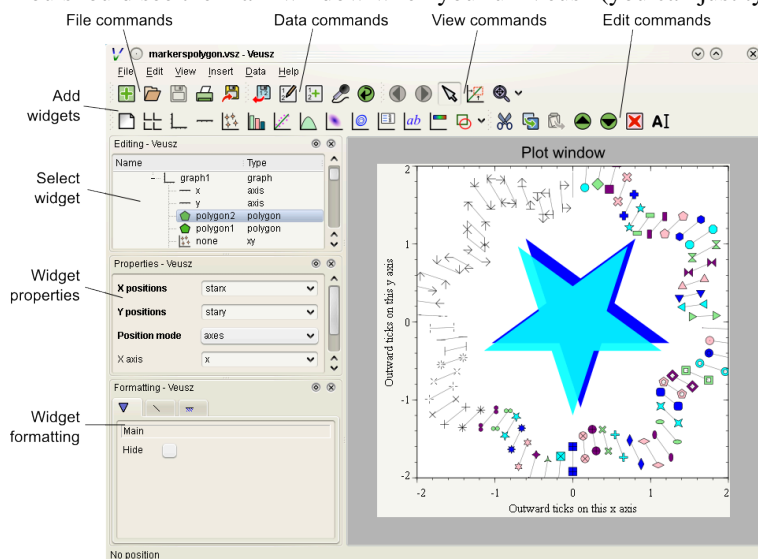 File commands
Data commands
View commands
Edit commands
markerspolygon.vsz - Veusz
File Edit View Insert Data Help
Add widgets
ab
AI
Editing - Veusz
Plot window
Name Type
graph1 graph
x axis
y axis
polygon2 polygon
polygon1 polygon
none xy
Select widget
Properties - Veusz
X positions starx
Y positions stary
Position mode axes
X axis x
Widget properties
Formatting - Veusz
Main
Hide
Widget formatting
2
1
0
-1
-2
Outward ticks on this y axis
-2 -1 0 1 2
Outward ticks on this x axis
No position